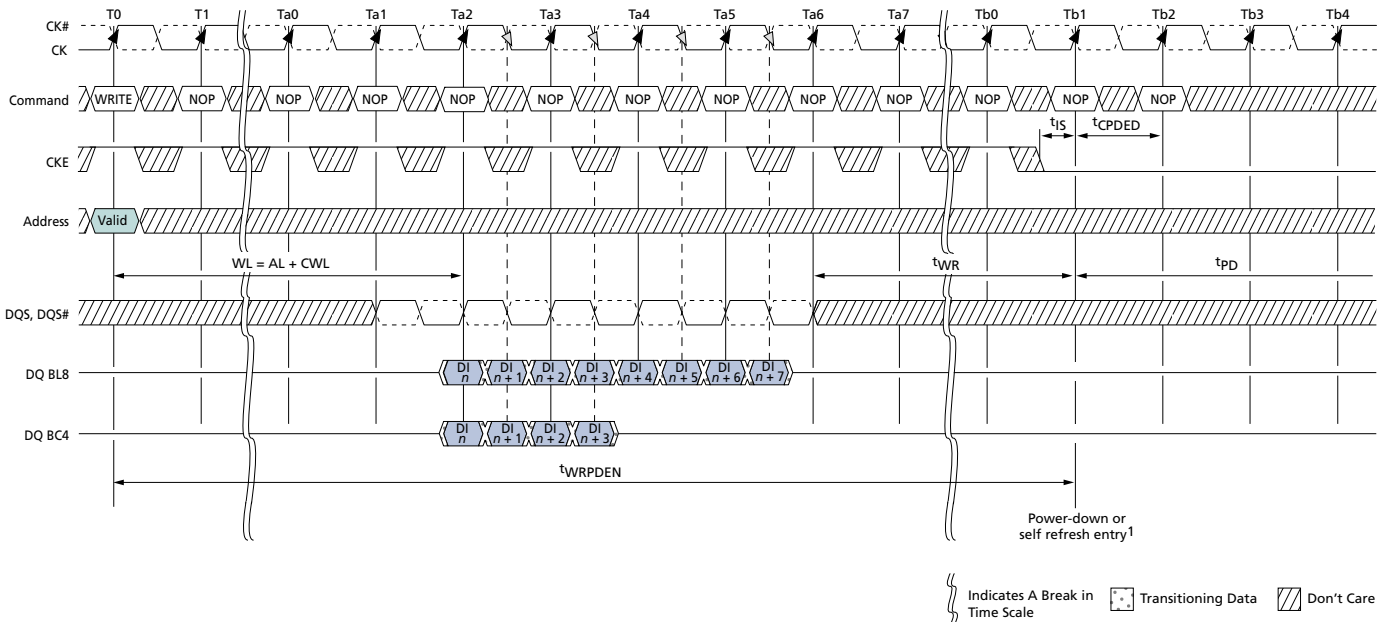 T0 T1 Ta0 Ta1 Ta2 Ta3 Ta4 Ta5 Ta6 Ta7 Tb0 Tb1 Tb2 Tb3 Tb4
CK#
CK
Command WRITE NOP NOP NOP NOP NOP NOP NOP NOP NOP NOP NOP NOP
tIS tCPDED
CKE
Address Valid
WL = AL + CWL tWR tPD
DQS, DQS#
DQ BL8 DI n DI n + 1 DI n + 2 DI n + 3 DI n + 4 DI n + 5 DI n + 6 DI n + 7
DQ BC4 DI n DI n + 1 DI n + 2 DI n + 3
tWRPDEN
Power-down or
self refresh entry1
Indicates A Break in
Time Scale
Transitioning Data
Don't Care